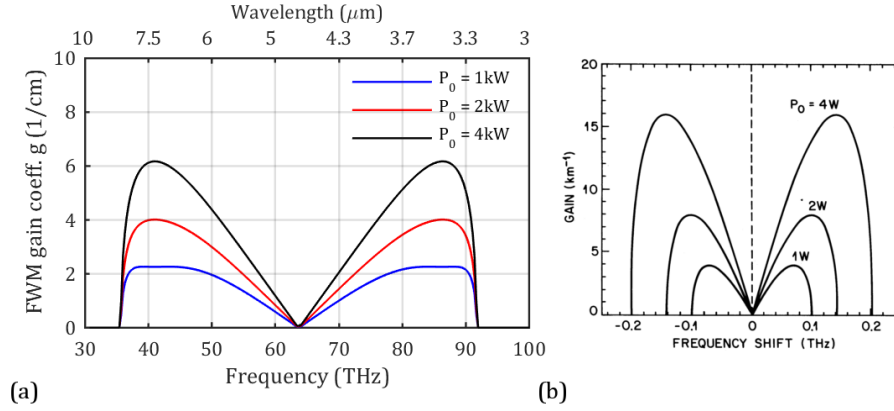 Wavelength (μm)
10 7.5 6 5 4.3 3.7 3.3 3
FWM gain coeff. g (1/cm)
10
8
6
4
2
0
P0 = 1kW
P0 = 2kW
P0 = 4kW
30 40 50 60 70 80 90 100
Frequency (THz)
(a)
GAIN (km-1)
20
15
10
5
0
P0 = 4W
2W
1W
-0.2 -0.1 0 0.1 0.2
FREQUENCY SHIFT (THz)
(b)